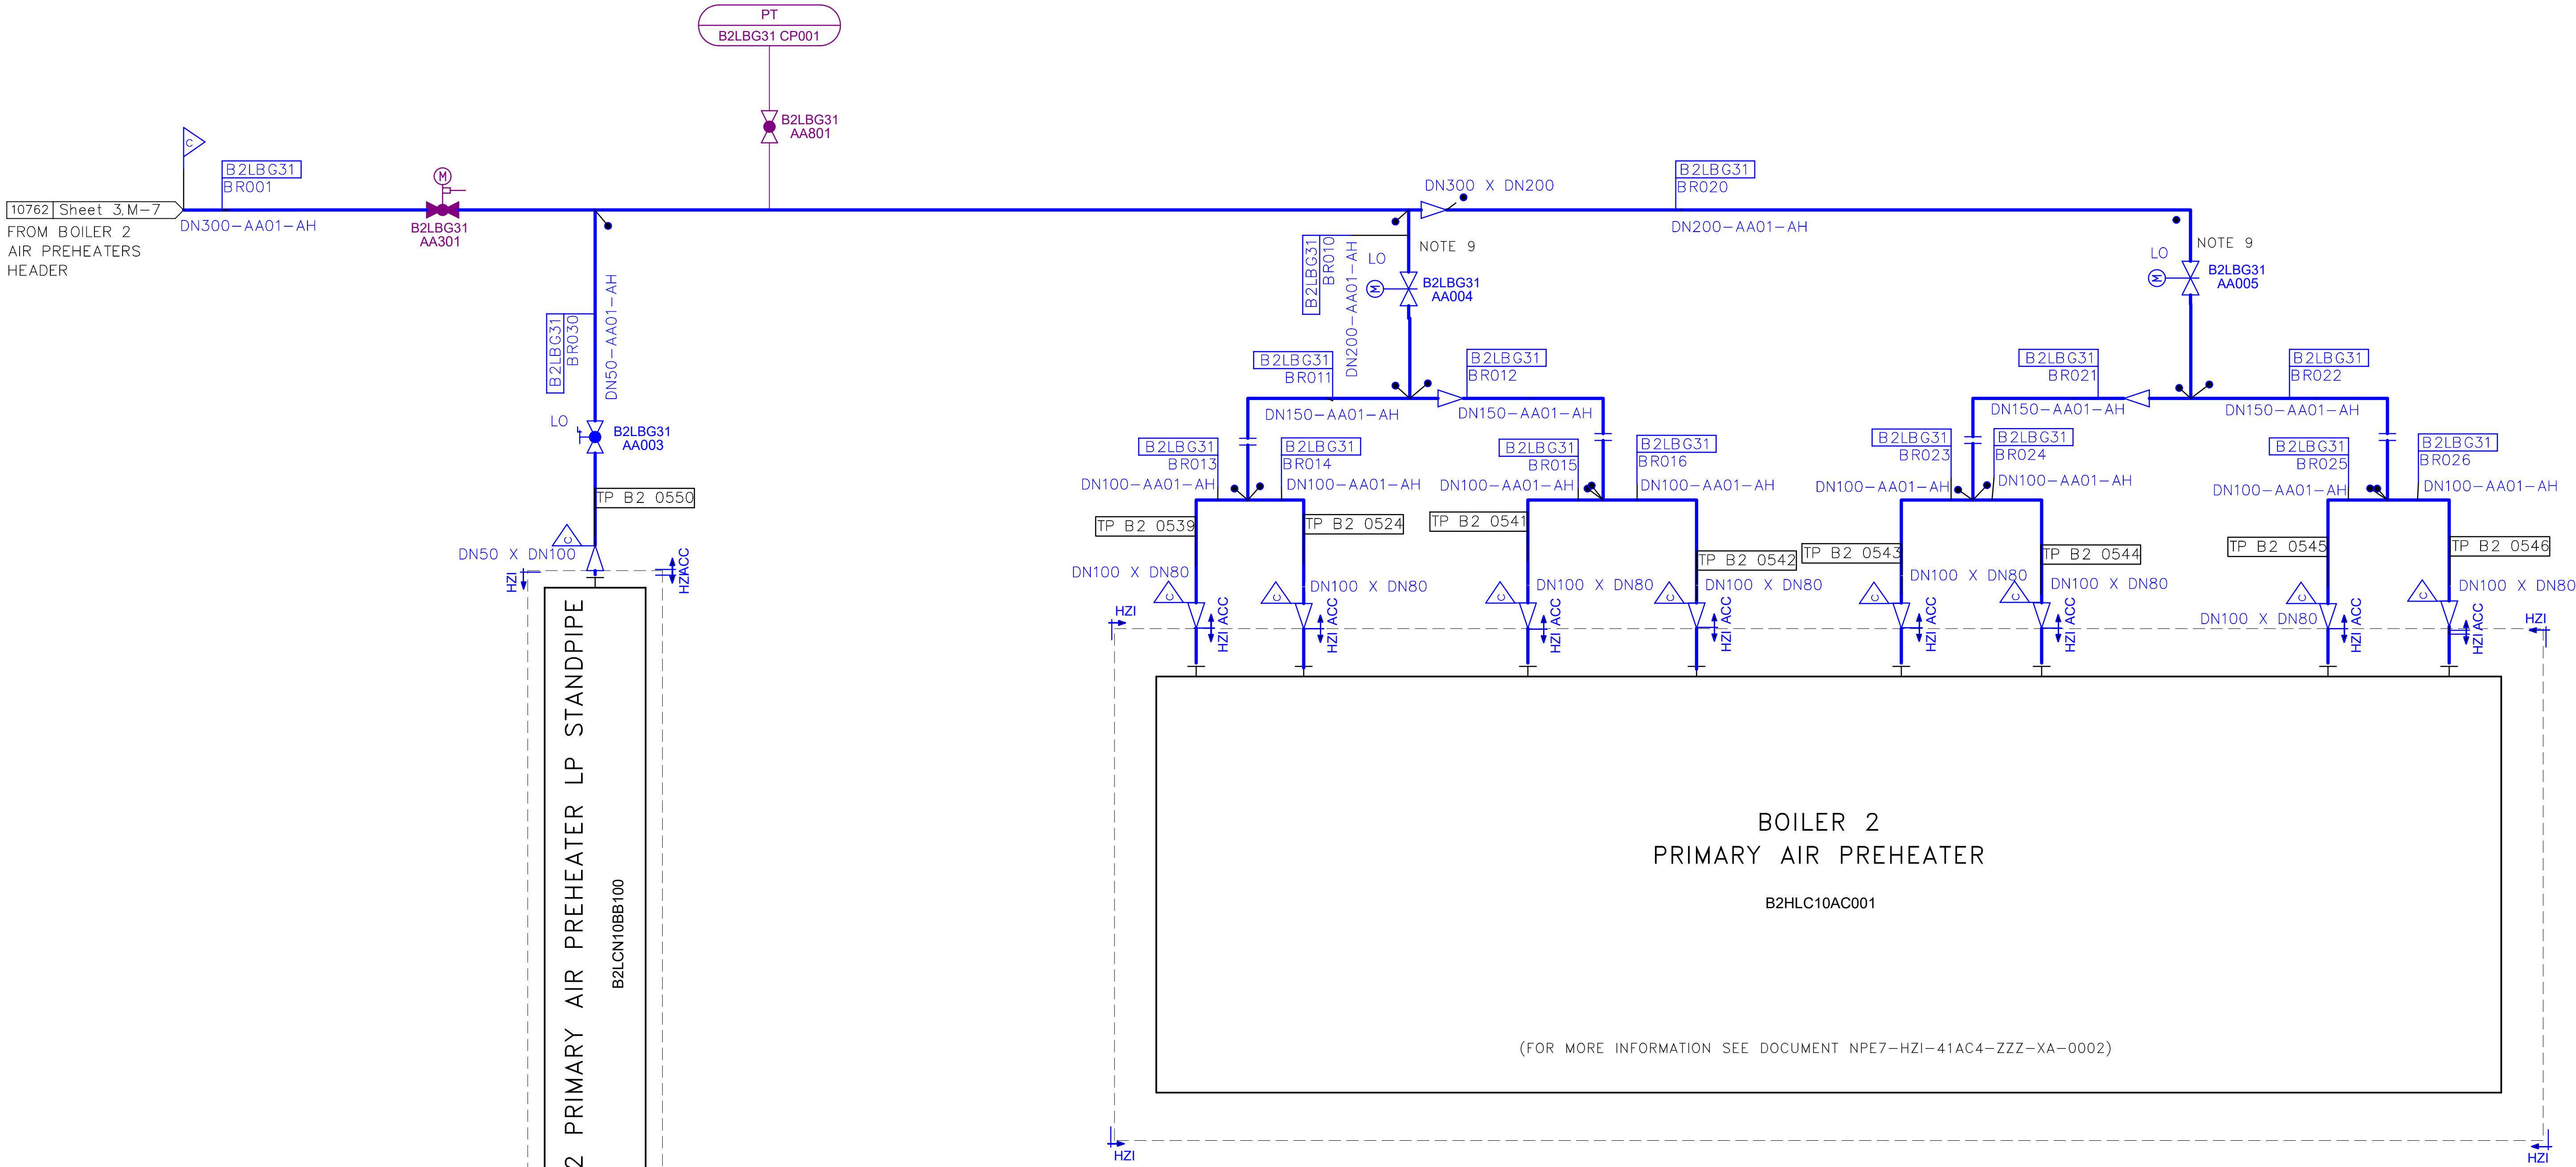 PT
B2LBG31 CP001
B2LBG31
AA801
C
B2LBG31
BR001
10762 Sheet 3,M-7
DN300-AA01-AH
FROM BOILER 2
AIR PREHEATERS
HEADER
M
B2LBG31
AA301
DN300 X DN200
B2LBG31
BR020
DN200-AA01-AH
B2LBG31
BR010
DN200-AA01-AH
NOTE 9
LO
M
B2LBG31
AA004
NOTE 9
LO
M
B2LBG31
AA005
B2LBG31
BR030
DN50-AA01-AH
LO
B2LBG31
AA003
TP B2 0550
C
DN50 X DN100
HZI
HZI
ACC
B2LBG31
BR011
DN150-AA01-AH
B2LBG31
BR012
DN150-AA01-AH
B2LBG31
BR021
DN150-AA01-AH
B2LBG31
BR022
DN150-AA01-AH
B2LBG31
BR013
DN100-AA01-AH
B2LBG31
BR014
DN100-AA01-AH
B2LBG31
BR015
DN100-AA01-AH
B2LBG31
BR016
DN100-AA01-AH
B2LBG31
BR023
DN100-AA01-AH
B2LBG31
BR024
DN100-AA01-AH
B2LBG31
BR025
DN100-AA01-AH
B2LBG31
BR026
DN100-AA01-AH
TP B2 0539
TP B2 0524
TP B2 0541
TP B2 0542
TP B2 0543
TP B2 0544
TP B2 0545
TP B2 0546
DN100 X DN80
DN100 X DN80
DN100 X DN80
DN100 X DN80
DN100 X DN80
DN100 X DN80
DN100 X DN80
DN100 X DN80
C
C
C
C
C
C
C
C
HZI
HZI ACC
HZI ACC
HZI ACC
HZI ACC
HZI ACC
HZI ACC
HZI ACC
HZI ACC
HZI
2 PRIMARY AIR PREHEATER LP STANDPIPE
B2LCN10BB100
BOILER 2
PRIMARY AIR PREHEATER
B2HLC10AC001
(FOR MORE INFORMATION SEE DOCUMENT NPE7-HZI-41AC4-ZZZ-XA-0002)
HZI
HZI